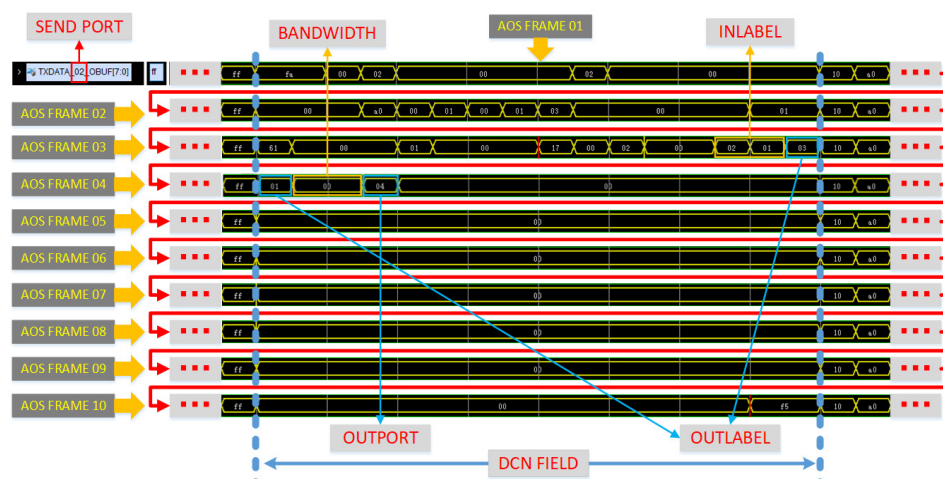 SEND PORT
BANDWIDTH
AOS FRAME 01
INLABEL
TXDATA_02_OBUF[7:0] ff ff fa 00 02 00 02 00 10 a0
AOS FRAME 02 ff 00 a0 00 01 00 01 03 00 01 10 a0
AOS FRAME 03 ff 61 00 01 00 17 00 02 00 02 01 03 10 a0
AOS FRAME 04 ff 01 00 04 00 10 a0
AOS FRAME 05 ff 00 10 a0
AOS FRAME 06 ff 00 10 a0
AOS FRAME 07 ff 00 10 a0
AOS FRAME 08 ff 00 10 a0
AOS FRAME 09 ff 00 10 a0
AOS FRAME 10 ff 00 f5 10 a0
OUTPORT
OUTLABEL
DCN FIELD